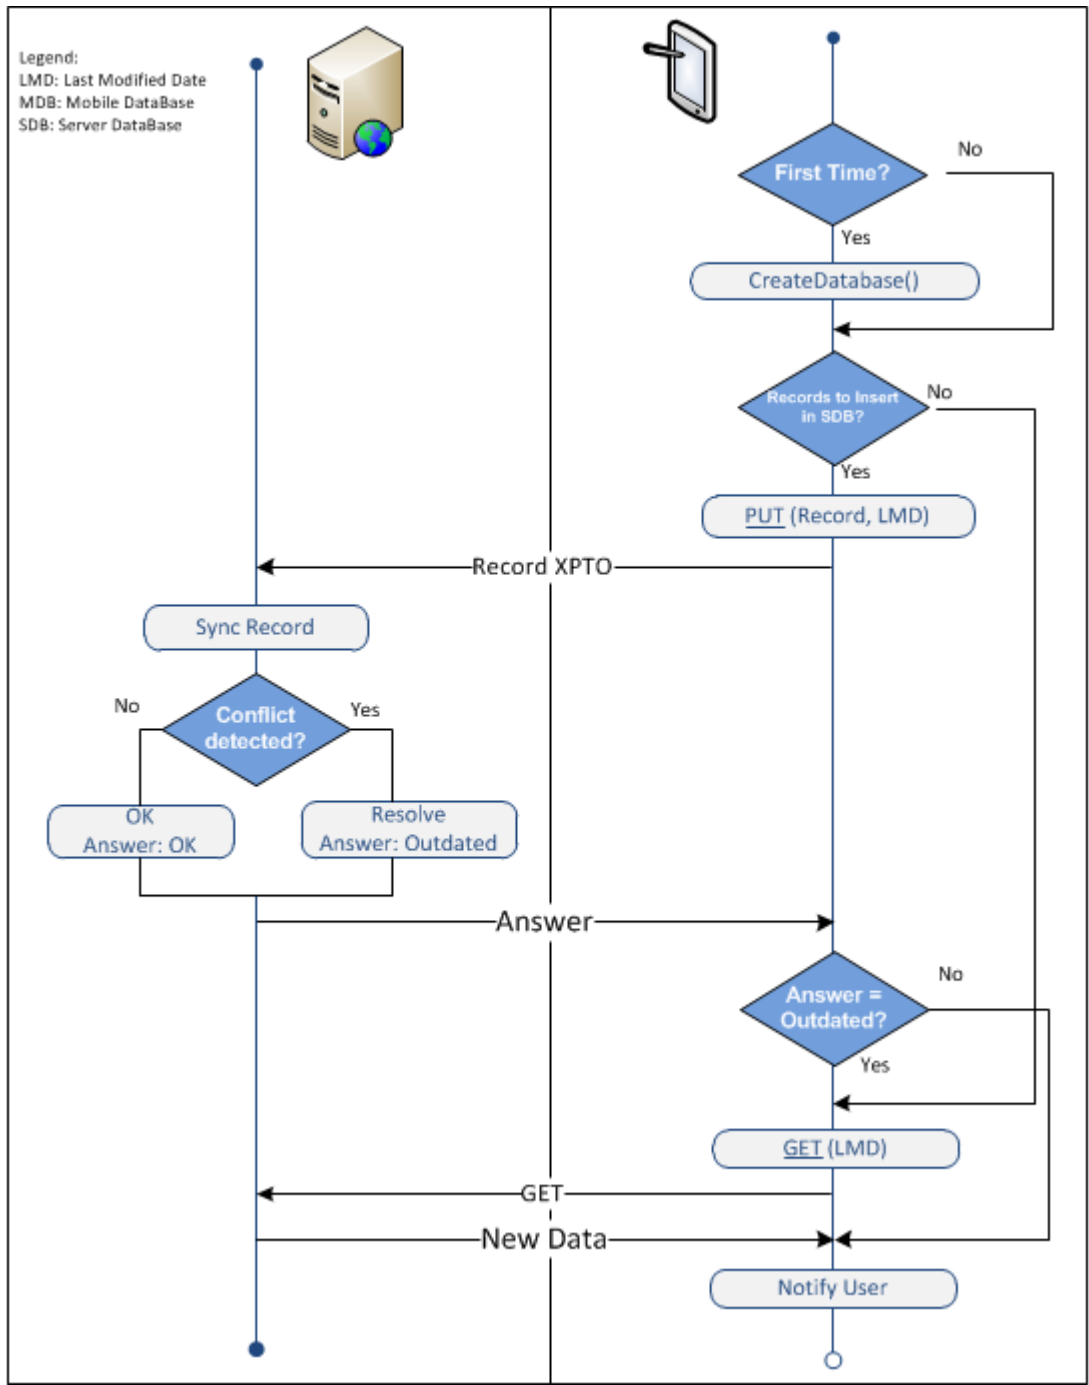 Legend:
LMD: Last Modified Date
MDB: Mobile DataBase
SDB: Server DataBase
First Time?
No
Yes
CreateDatabase()
Records to Insert
in SDB?
No
Yes
PUT (Record, LMD)
Record XPTO
Sync Record
Conflict
detected?
No
Yes
OK
Answer: OK
Resolve
Answer: Outdated
Answer
Answer =
Outdated?
No
Yes
GET (LMD)
GET
New Data
Notify User